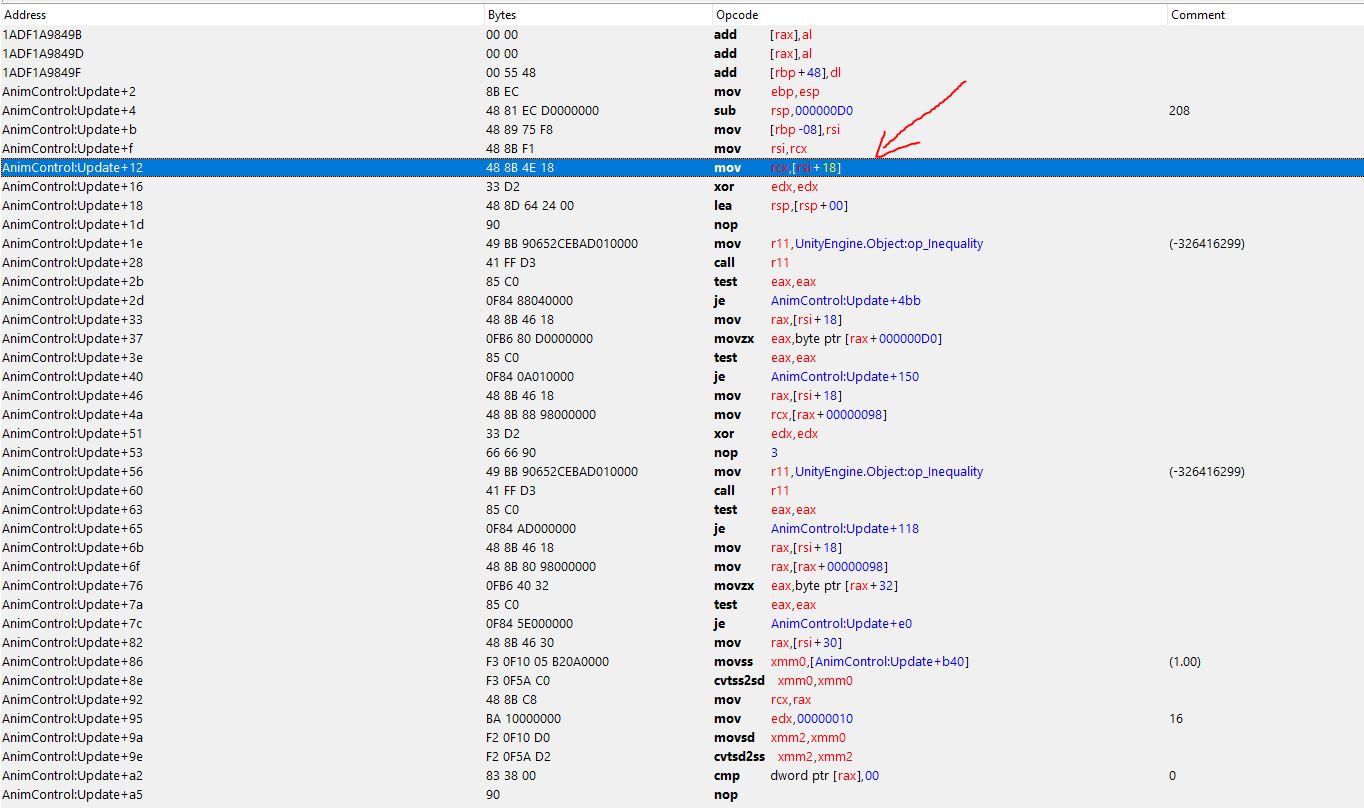 Address Bytes Opcode Comment
1ADF1A9849B 00 00 add [rax],al
1ADF1A9849D 00 00 add [rax],al
1ADF1A9849F 00 55 48 add [rbp+48],dl
AnimControl:Update+2 8B EC mov ebp,esp
AnimControl:Update+4 48 81 EC D0000000 sub rsp,000000D0 208
AnimControl:Update+b 48 89 75 F8 mov [rbp -08],rsi
AnimControl:Update+f 48 8B F1 mov rsi,rcx
AnimControl:Update+12 48 8B 4E 18 mov rcx,[rsi+18]
AnimControl:Update+16 33 D2 xor edx,edx
AnimControl:Update+18 48 8D 64 24 00 lea rsp,[rsp+00]
AnimControl:Update+1d 90 nop
AnimControl:Update+1e 49 BB 90652CEBAD010000 mov r11,UnityEngine.Object:op_Inequality (-326416299)
AnimControl:Update+28 41 FF D3 call r11
AnimControl:Update+2b 85 C0 test eax,eax
AnimControl:Update+2d 0F84 88040000 je AnimControl:Update+4bb
AnimControl:Update+33 48 8B 46 18 mov rax,[rsi+18]
AnimControl:Update+37 0FB6 80 D0000000 movzx eax,byte ptr [rax+000000D0]
AnimControl:Update+3e 85 C0 test eax,eax
AnimControl:Update+40 0F84 0A010000 je AnimControl:Update+150
AnimControl:Update+46 48 8B 46 18 mov rax,[rsi+18]
AnimControl:Update+4a 48 8B 88 98000000 mov rcx,[rax+00000098]
AnimControl:Update+51 33 D2 xor edx,edx
AnimControl:Update+53 66 66 90 nop 3
AnimControl:Update+56 49 BB 90652CEBAD010000 mov r11,UnityEngine.Object:op_Inequality (-326416299)
AnimControl:Update+60 41 FF D3 call r11
AnimControl:Update+63 85 C0 test eax,eax
AnimControl:Update+65 0F84 AD000000 je AnimControl:Update+118
AnimControl:Update+6b 48 8B 46 18 mov rax,[rsi+18]
AnimControl:Update+6f 48 8B 80 98000000 mov rax,[rax+00000098]
AnimControl:Update+76 0FB6 40 32 movzx eax,byte ptr [rax+32]
AnimControl:Update+7a 85 C0 test eax,eax
AnimControl:Update+7c 0F84 5E000000 je AnimControl:Update+e0
AnimControl:Update+82 48 8B 46 30 mov rax,[rsi+30]
AnimControl:Update+86 F3 0F10 05 B20A0000 movss xmm0,[AnimControl:Update+b40] (1.00)
AnimControl:Update+8e F3 0F5A C0 cvtss2sd xmm0,xmm0
AnimControl:Update+92 48 8B C8 mov rcx,rax
AnimControl:Update+95 BA 10000000 mov edx,00000010 16
AnimControl:Update+9a F2 0F10 D0 movsd xmm2,xmm0
AnimControl:Update+9e F2 0F5A D2 cvtsd2ss xmm2,xmm2
AnimControl:Update+a2 83 38 00 cmp dword ptr [rax],00 0
AnimControl:Update+a5 90 nop